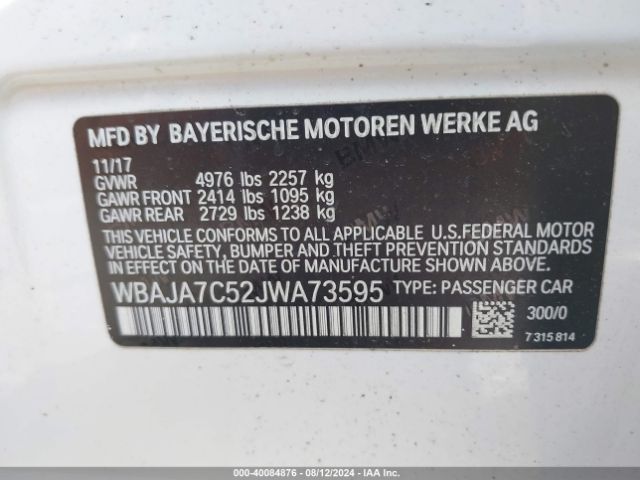 MFD BY BAYERISCHE MOTOREN WERKE AG
11/17
GVWR 4976 lbs 2257 kg
GAWR FRONT 2414 lbs 1095 kg
GAWR REAR 2729 lbs 1238 kg
THIS VEHICLE CONFORMS TO ALL APPLICABLE U.S.FEDERAL MOTOR
VEHICLE SAFETY, BUMPER AND THEFT PREVENTION STANDARDS
IN EFFECT ON THE DATE OF MANUFACTURE SHOWN ABOVE.
WBAJA7C52JWA73595 TYPE: PASSENGER CAR
300/0
7315814
000-40084876 - 08/12/2024 - IAA Inc.